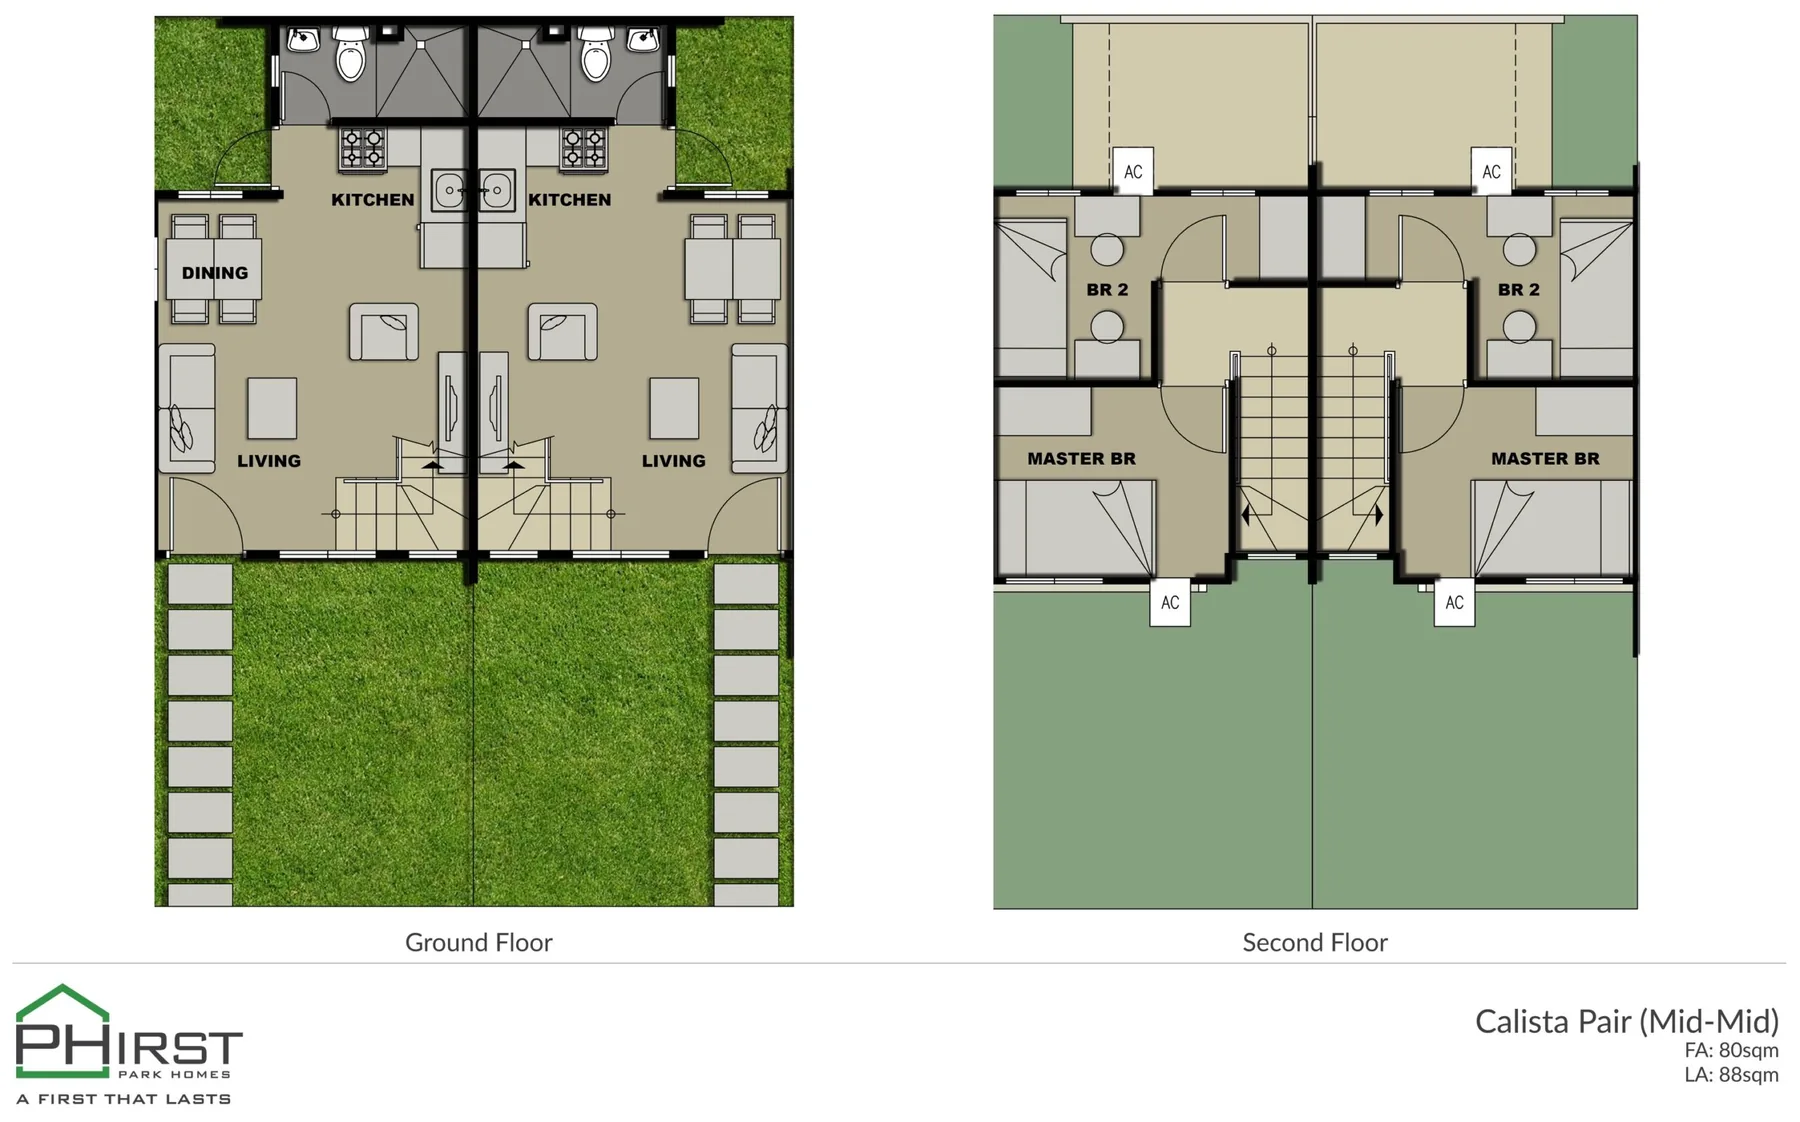 KITCHEN
KITCHEN
DINING
LIVING
LIVING
AC
AC
BR 2
BR 2
MASTER BR
MASTER BR
AC
AC
Ground Floor
Second Floor
PHIRST
PARK HOMES
A FIRST THAT LASTS
Calista Pair (Mid-Mid)
FA: 80sqm
LA: 88sqm